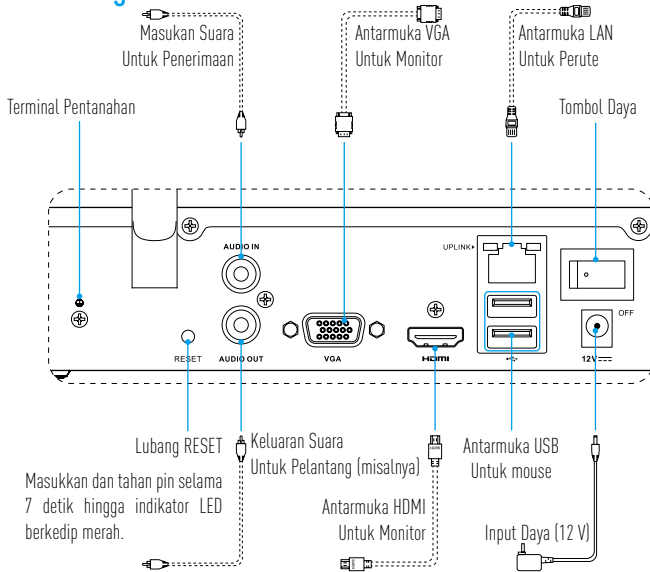 Masukan Suara
Untuk Penerimaan
Antarmuka VGA
Untuk Monitor
Antarmuka LAN
Untuk Perute
Terminal Pentanahan
Tombol Daya
AUDIO IN
UPLINK
OFF
RESET
AUDIO OUT
VGA
HDMI
12V
Lubang RESET
Masukkan dan tahan pin selama
7 detik hingga indikator LED
berkedip merah.
Keluaran Suara
Untuk Pelantang (misalnya)
Antarmuka HDMI
Untuk Monitor
Antarmuka USB
Untuk mouse
Input Daya (12 V)